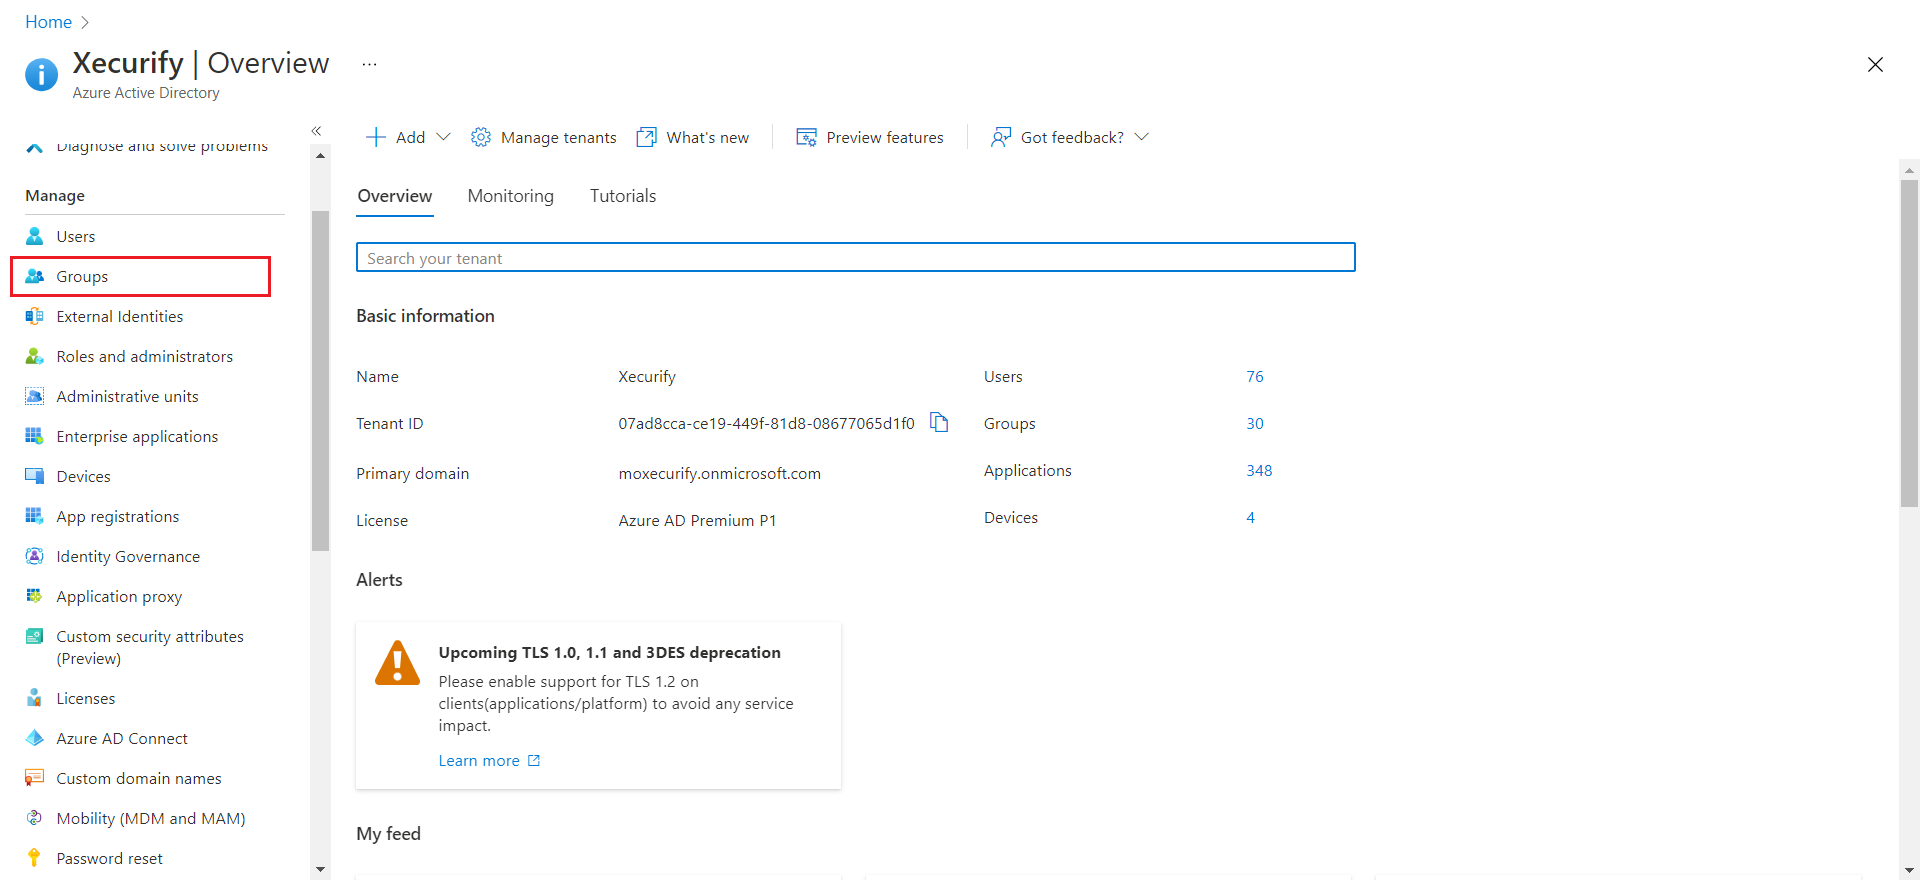 Home
Xecurify | Overview
Azure Active Directory
Diagnose and solve problems
Manage
Users
Groups
External Identities
Roles and administrators
Administrative units
Enterprise applications
Devices
App registrations
Identity Governance
Application proxy
Custom security attributes
(Preview)
Licenses
Azure AD Connect
Custom domain names
Mobility (MDM and MAM)
Password reset
Add Manage tenants What's new Preview features Got feedback?
Overview Monitoring Tutorials
Search your tenant
Basic information
Name Xecurify Users 76
Tenant ID 07ad8cca-ce19-449f-81d8-08677065d1f0 Groups 30
Primary domain moxecurify.onmicrosoft.com Applications 348
License Azure AD Premium P1 Devices 4
Alerts
Upcoming TLS 1.0, 1.1 and 3DES deprecation
Please enable support for TLS 1.2 on
clients(applications/platform) to avoid any service
impact.
Learn more
My feed